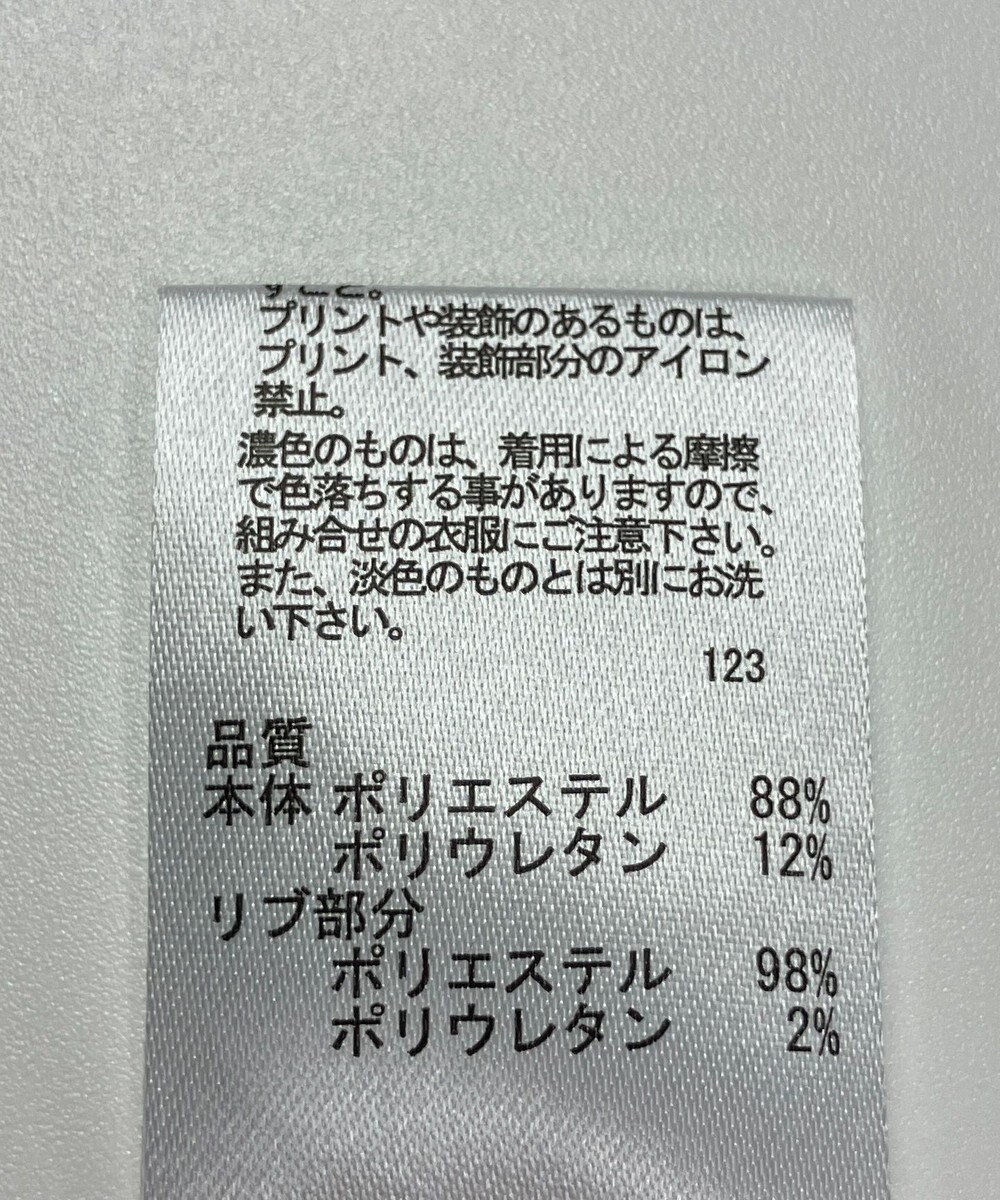 すこと。
プリントや装飾のあるものは、
プリント、装飾部分のアイロン
禁止。
濃色のものは、着用による摩擦
で色落ちする事がありますので、
組み合せの衣服にご注意下さい。
また、淡色のものとは別にお洗
い下さい。
123
品質
本体 ポリエステル 88%
ポリウレタン 12%
リブ部分
ポリエステル 98%
ポリウレタン 2%